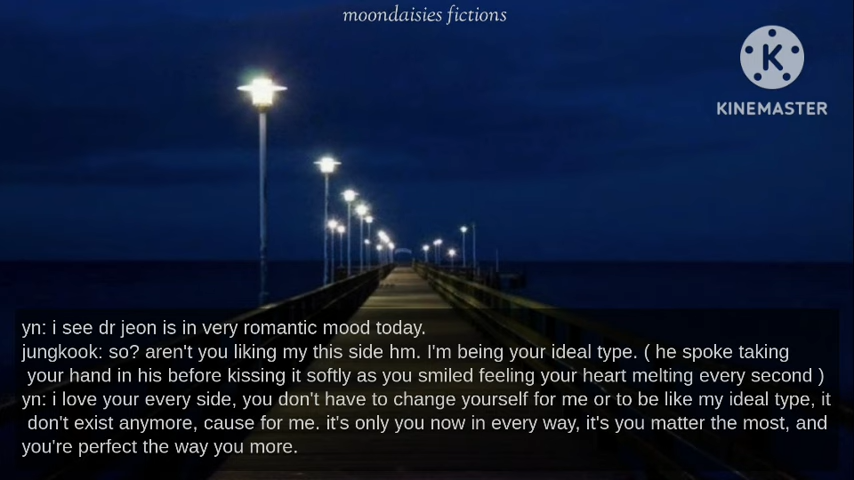 moondaisies fictions
K
KINEMASTER
yn: i see dr jeon is in very romantic mood today.
jungkook: so? aren't you liking my this side hm. I'm being your ideal type. ( he spoke taking
your hand in his before kissing it softly as you smiled feeling your heart melting every second )
yn: i love your every side, you don't have to change yourself for me or to be like my ideal type, it
don't exist anymore, cause for me. it's only you now in every way, it's you matter the most, and
you're perfect the way you more.